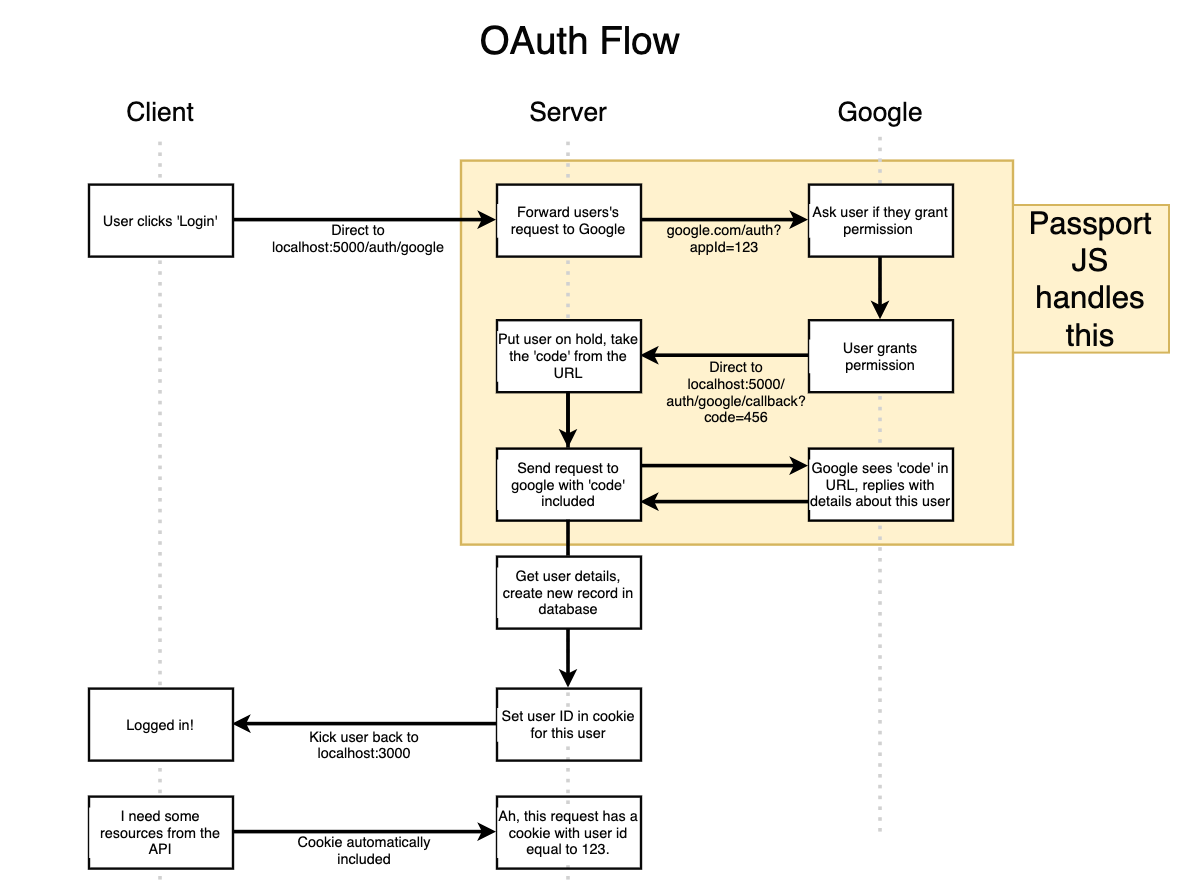 OAuth Flow
Client
Server
Google
User clicks 'Login'
Direct to
localhost:5000/auth/google
Forward users's
request to Google
google.com/auth?
appId=123
Ask user if they grant
permission
Passport
JS
handles
this
Put user on hold, take
the 'code' from the
URL
Direct to
localhost:5000/
auth/google/callback?
code=456
User grants
permission
Send request to
google with 'code'
included
Google sees 'code' in
URL, replies with
details about this user
Get user details,
create new record in
database
Logged in!
Kick user back to
localhost:3000
Set user ID in cookie
for this user
I need some
resources from the
API
Cookie automatically
included
Ah, this request has a
cookie with user id
equal to 123.